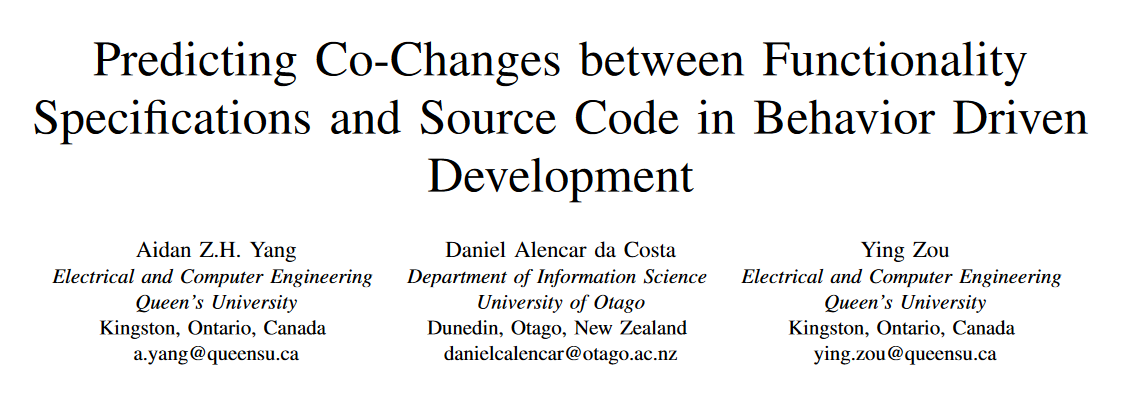 Predicting Co-Changes between Functionality
Specifications and Source Code in Behavior Driven
Development
Aidan Z.H. Yang
Electrical and Computer Engineering
Queen's University
Kingston, Ontario, Canada
a.yang@queensu.ca
Daniel Alencar da Costa
Department of Information Science
University of Otago
Dunedin, Otago, New Zealand
danielcalencar@otago.ac.nz
Ying Zou
Electrical and Computer Engineering
Queen's University
Kingston, Ontario, Canada
ying.zou@queensu.ca